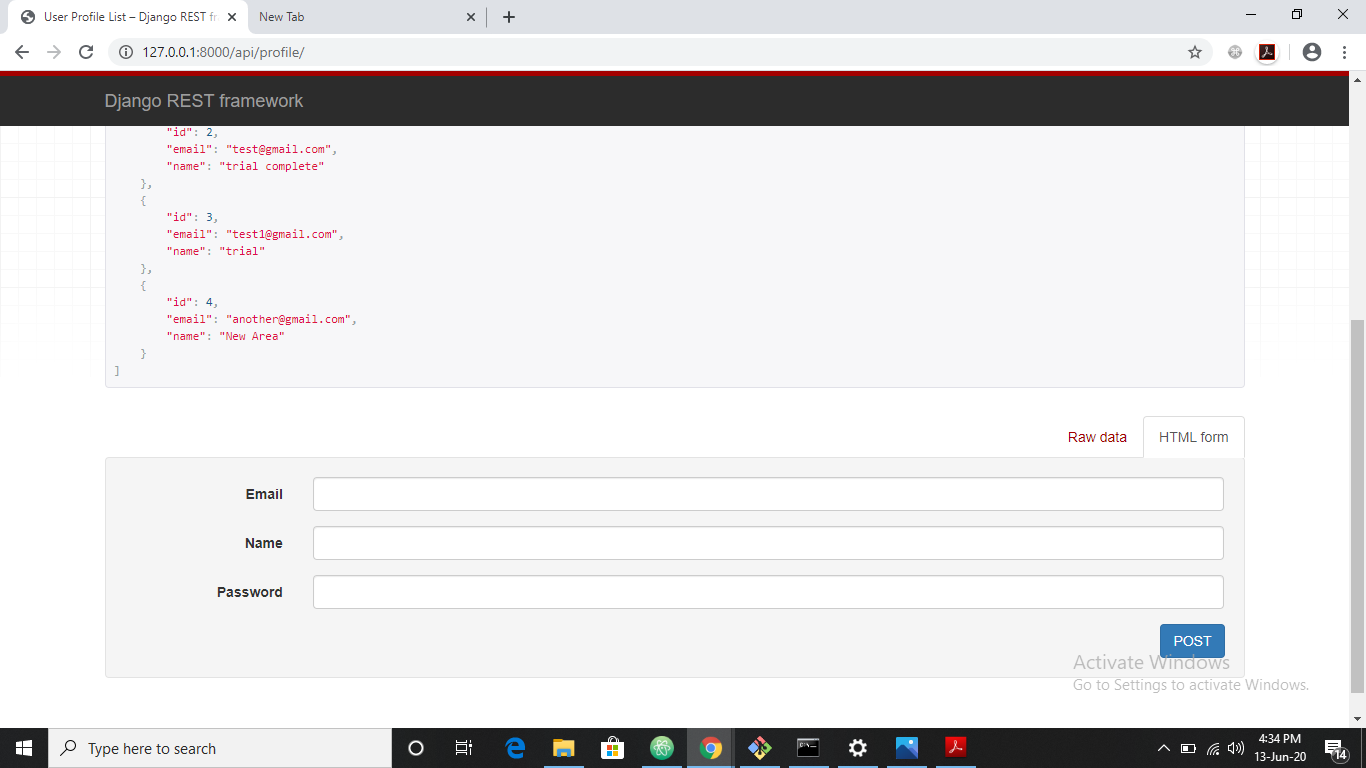 User Profile List – Django REST fr
New Tab
127.0.0.1:8000/api/profile/
Django REST framework
"id": 2,
"email": "test@gmail.com",
"name": "trial complete"
},
{
"id": 3,
"email": "test1@gmail.com",
"name": "trial"
},
{
"id": 4,
"email": "another@gmail.com",
"name": "New Area"
}
]
Raw data
HTML form
Email
Name
Password
POST
Activate Windows
Go to Settings to activate Windows.
Type here to search
4:34 PM
13-Jun-20
14